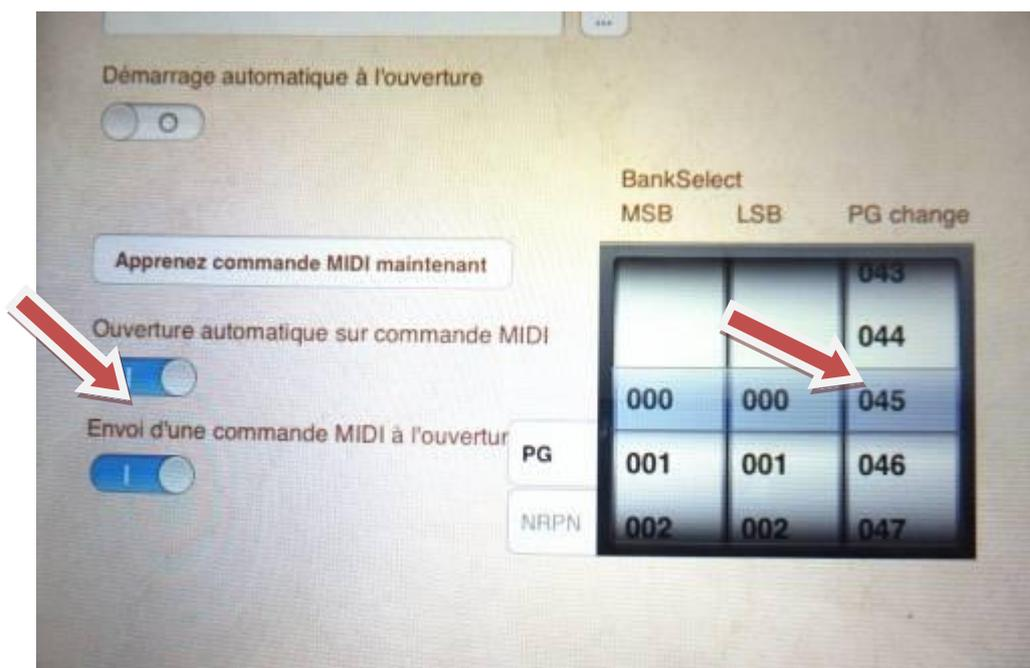 ...
Démarrage automatique à l'ouverture
O
BankSelect
MSB LSB PG change
Apprenez commande MIDI maintenant
043
Ouverture automatique sur commande MIDI
044
I
000 000 045
Envoi d'une commande MIDI à l'ouvertur
PG
001 001 046
I
NRPN
002 002 047